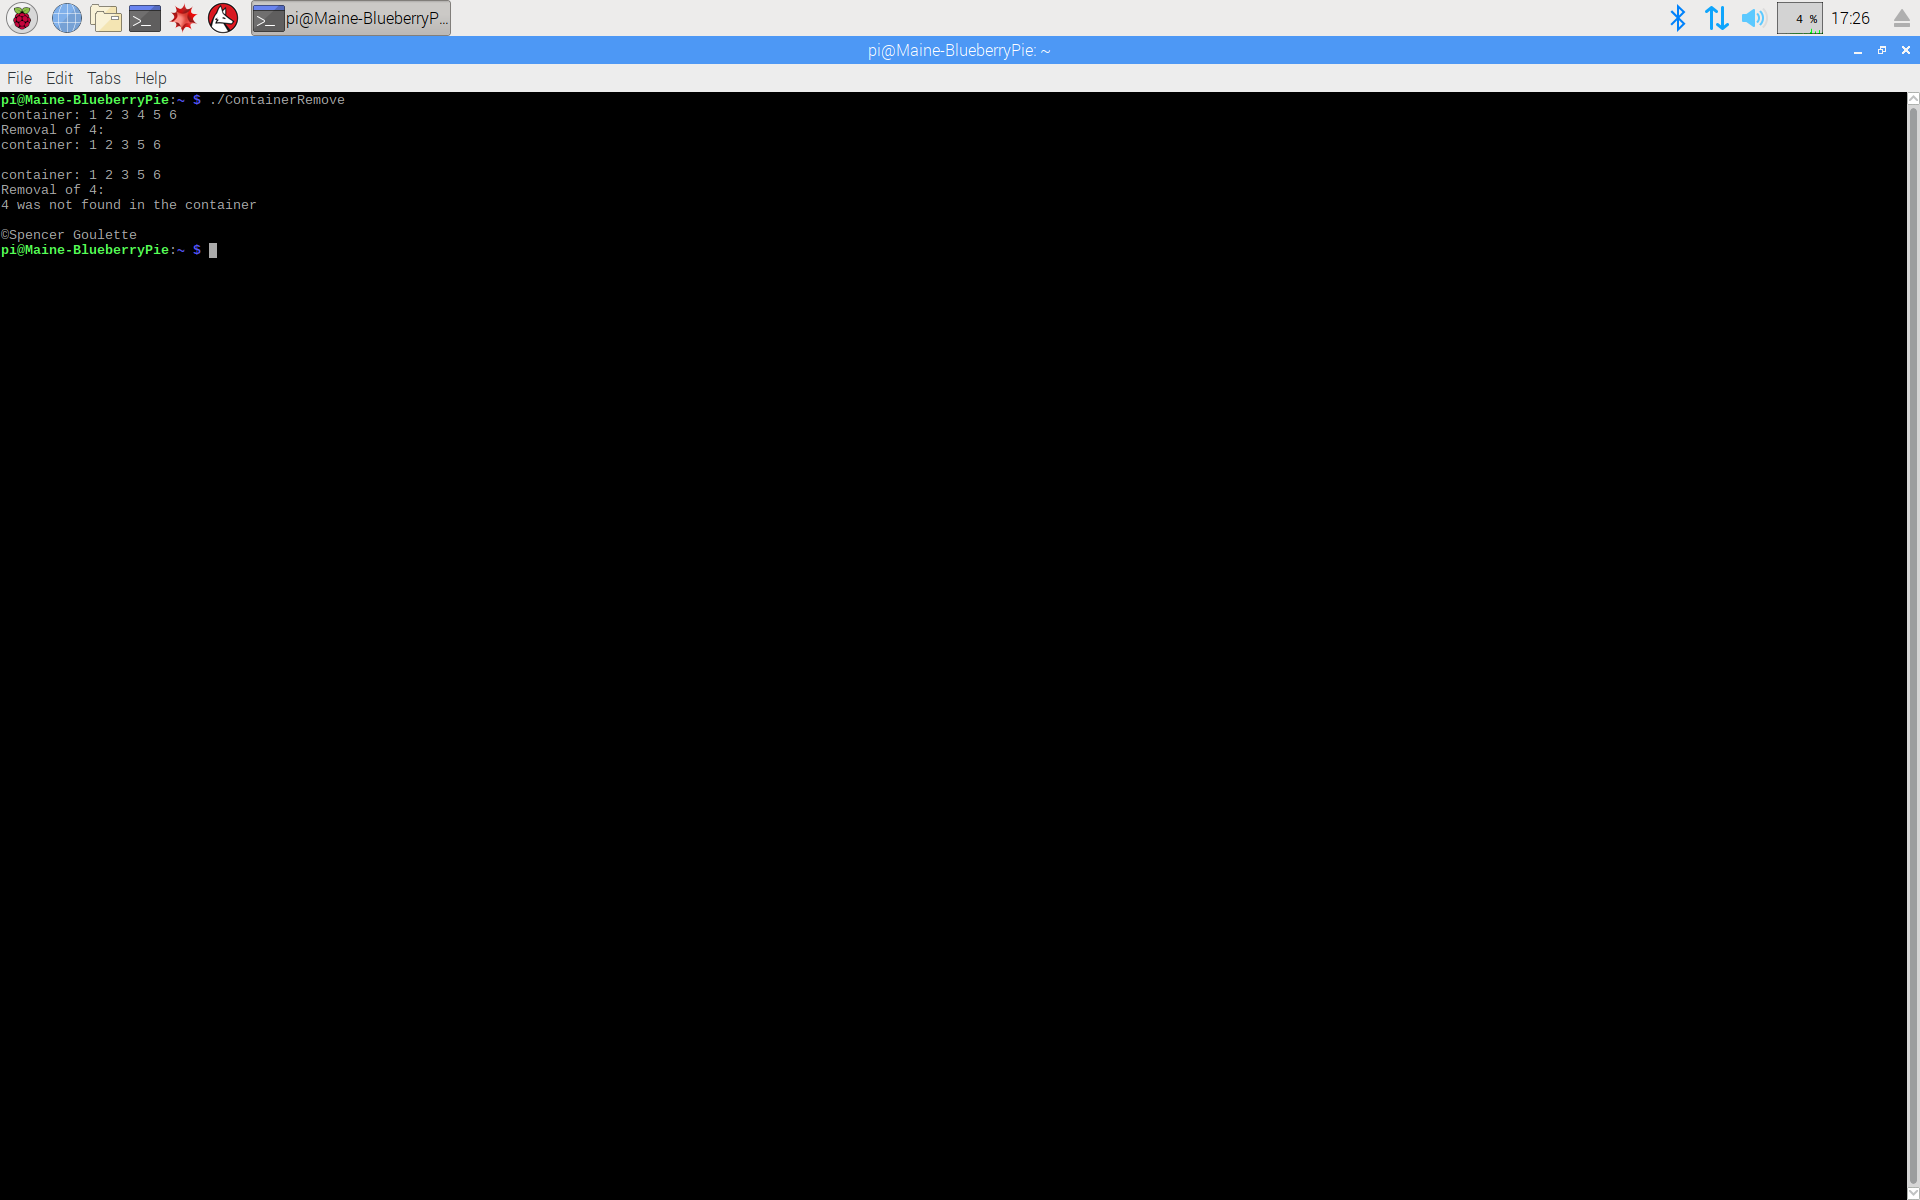 pi@Maine-BlueberryP...
4 %
17:26
pi@Maine-BlueberryPie: ~
File Edit Tabs Help
pi@Maine-BlueberryPie:~ $ ./ContainerRemove
container: 1 2 3 4 5 6
Removal of 4:
container: 1 2 3 5 6
container: 1 2 3 5 6
Removal of 4:
4 was not found in the container
©Spencer Goulette
pi@Maine-BlueberryPie:~ $